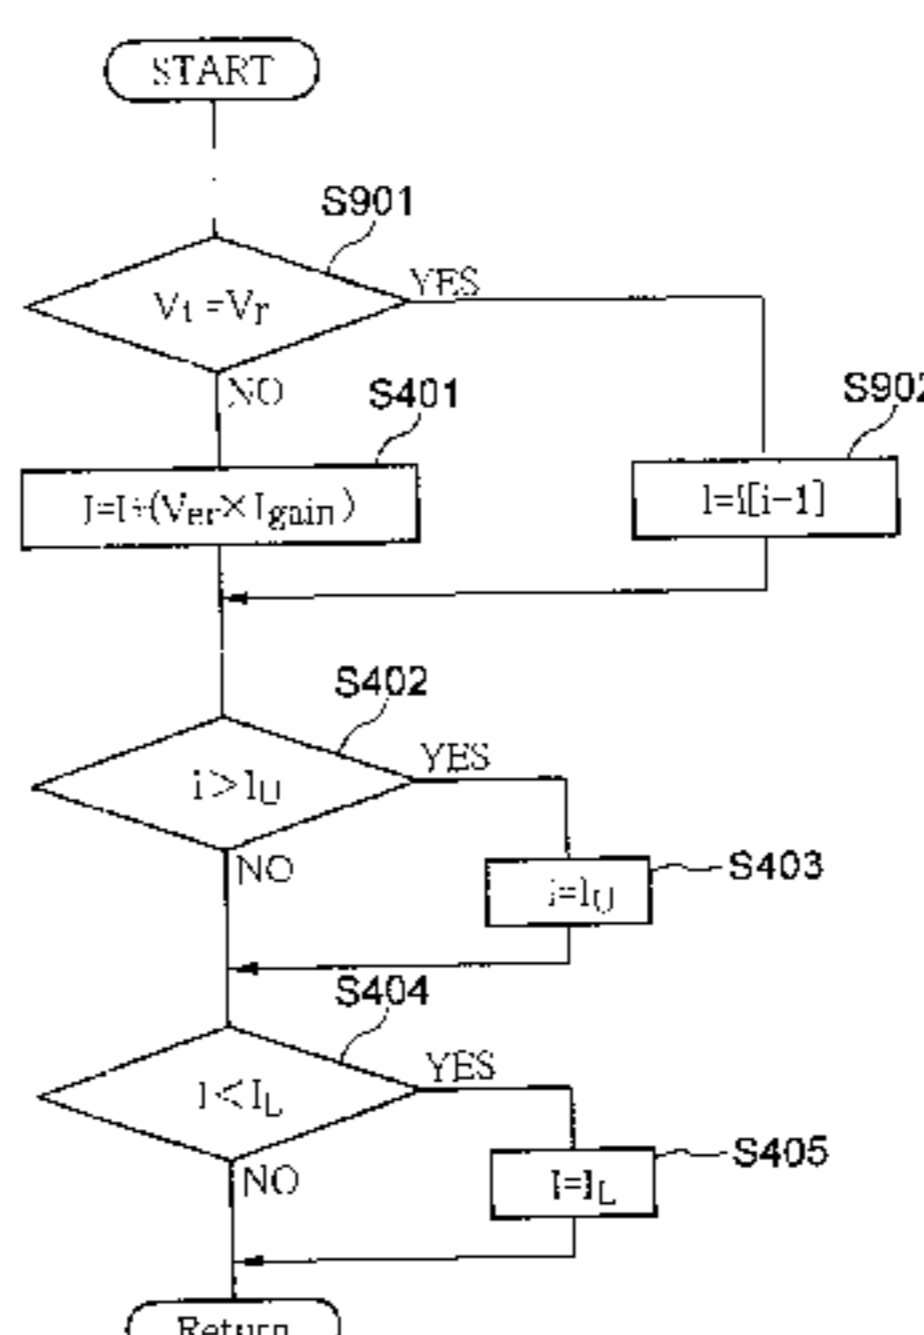 START
S901
Vt =Vr
YES
NO
S401
S902
I=I+(Ver×Igain)
I=I[i-1]
S402
i>IU
YES
NO
i=IU
S403
S404
I<IL
YES
NO
I=IL
S405
Return